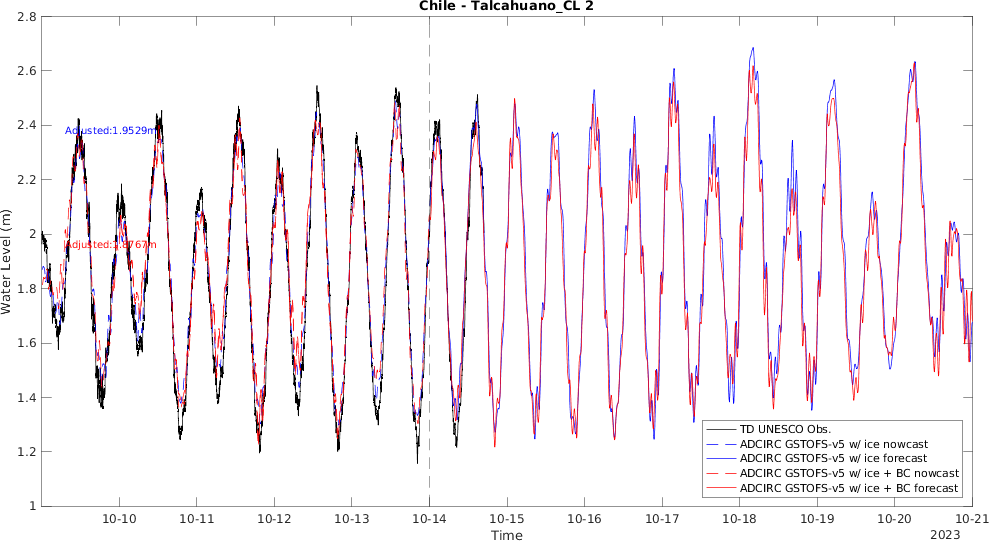 Chile - Talcahuano_CL 2
Water Level (m)
2.8
2.6
2.4
2.2
2
1.8
1.6
1.4
1.2
1
Adjusted:1.9529m
TD UNESCO Obs.
ADCIRC GSTOFS-v5 w/ ice nowcast
ADCIRC GSTOFS-v5 w/ ice forecast
ADCIRC GSTOFS-v5 w/ ice + BC nowcast
ADCIRC GSTOFS-v5 w/ ice + BC forecast
10-10 10-11 10-12 10-13 10-14 10-15 10-16 10-17 10-18 10-19 10-20 10-21
Time
2023